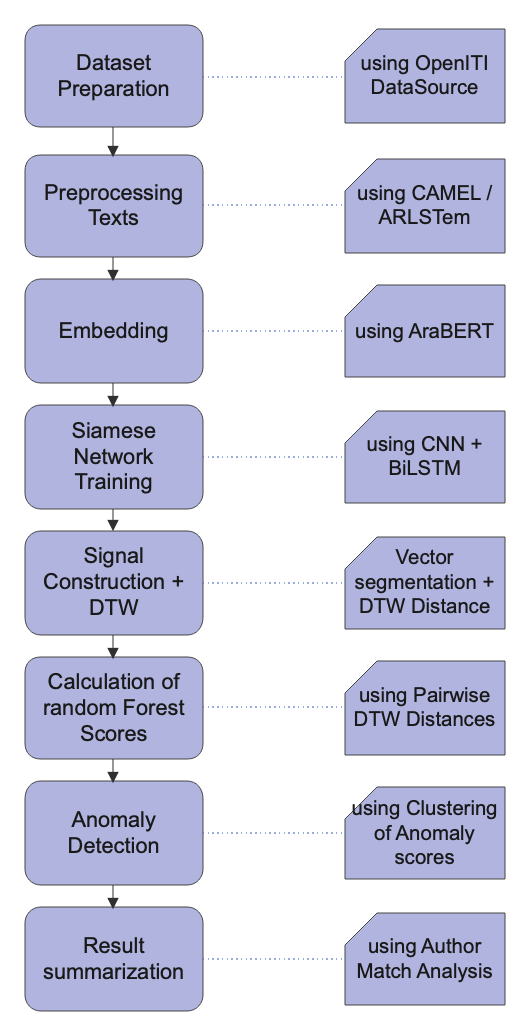 Dataset
Preparation
using OpenITI
DataSource
Preprocessing
Texts
using CAMEL /
ARLSTem
Embedding
using AraBERT
Siamese
Network
Training
using CNN +
BiLSTM
Signal
Construction +
DTW
Vector
segmentation +
DTW Distance
Calculation of
random Forest
Scores
using Pairwise
DTW Distances
Anomaly
Detection
using Clustering
of Anomaly
scores
Result
summarization
using Author
Match Analysis